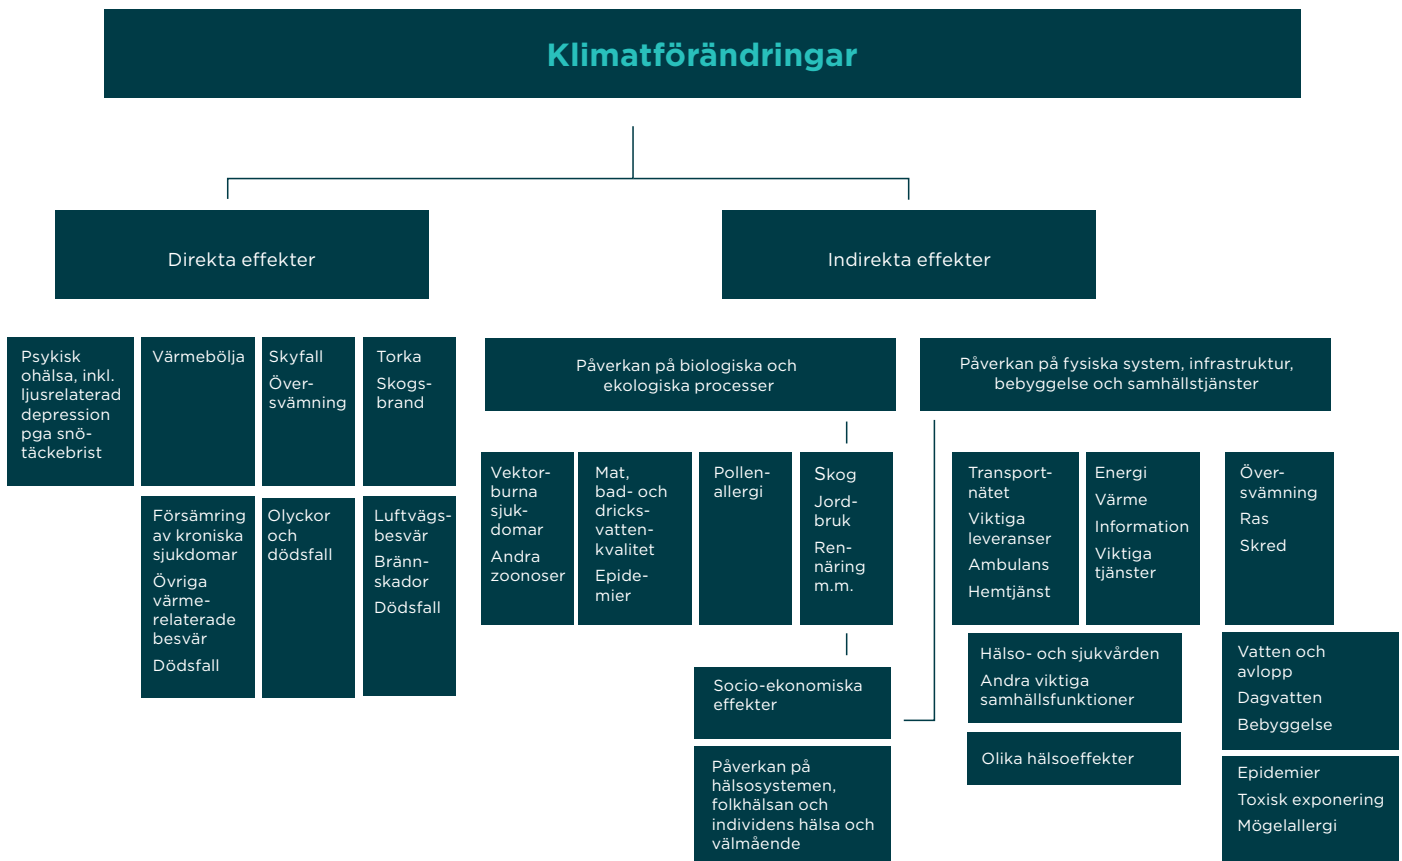 Klimatförändringar
Direkta effekter
Indirekta effekter
Psykisk
ohälsa, inkl.
ljusrelaterad
depression
pga snö-
täckebrist
Värmebölja
Skyfall
Över-
svämning
Torka
Skogs-
brand
Försämring
av kroniska
sjukdomar
Övriga
värme-
relaterade
besvär
Dödsfall
Olyckor
och
dödsfall
Luftvägs-
besvär
Bränn-
skador
Dödsfall
Påverkan på biologiska och
ekologiska processer
Påverkan på fysiska system, infrastruktur,
bebyggelse och samhällstjänster
Vektor-
burna
sjuk-
domar
Andra
zoonoser
Mat,
bad- och
dricks-
vatten-
kvalitet
Epide-
mier
Pollen-
allergi
Skog
Jord-
bruk
Ren-
näring
m.m.
Transport-
nätet
Viktiga
leveranser
Ambulans
Hemtjänst
Energi
Värme
Information
Viktiga
tjänster
Över-
svämning
Ras
Skred
Socio-ekonomiska
effekter
Påverkan på
hälsosystemen,
folkhälsan och
individens hälsa och
välmående
Hälso- och sjukvården
Andra viktiga
samhällsfunktioner
Olika hälsoeffekter
Vatten och
avlopp
Dagvatten
Bebyggelse
Epidemier
Toxisk exponering
Mögelallergi